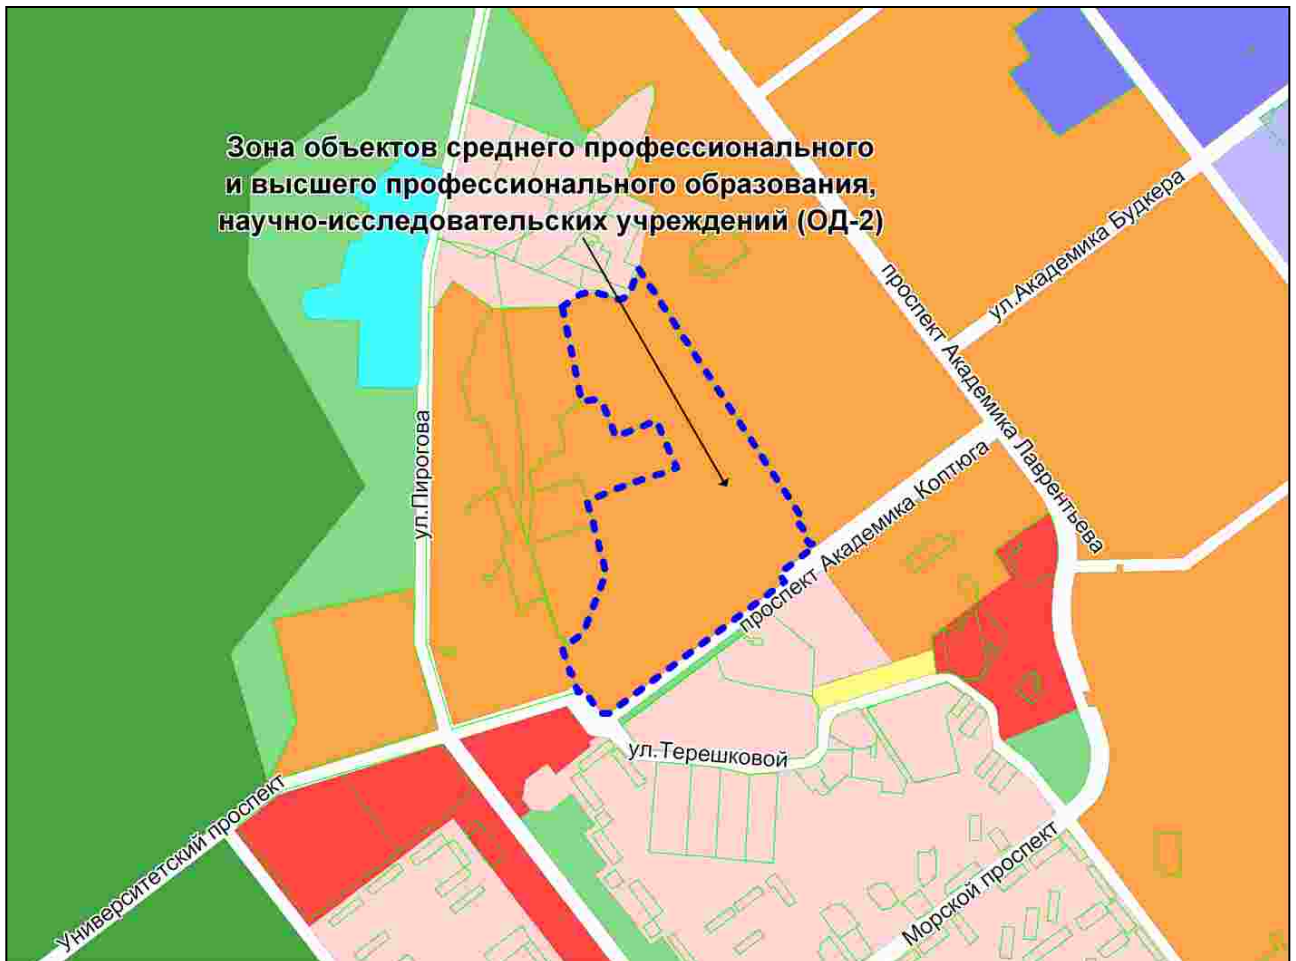 Зона объектов среднего профессионального
и высшего профессионального образования,
научно-исследовательских учреждений (ОД-2)
ул.Академика Будкера
проспект Академика Лаврентьева
ул.Пирогова
проспект Академика Коптюга
ул.Терешковой
Университетский проспект
Морской проспект